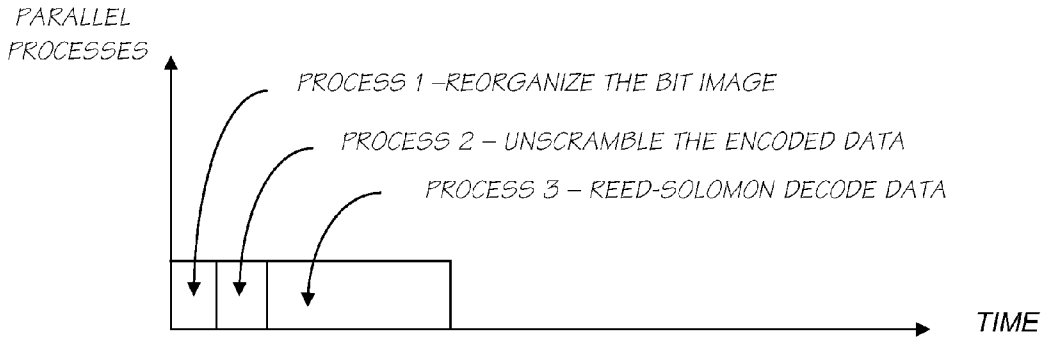 PARALLEL
PROCESSES
PROCESS 1 –REORGANIZE THE BIT IMAGE
PROCESS 2 – UNSCRAMBLE THE ENCODED DATA
PROCESS 3 – REED-SOLOMON DECODE DATA
TIME